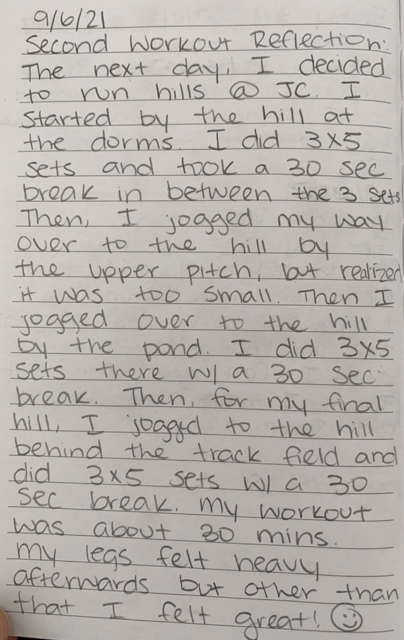 9/6/21
Second Workout Reflection:
The next day, I decided
to run hills @ JC. I
started by the hill at
the dorms. I did 3x5
sets and took a 30 sec
break in between the 3 sets
Then, I jogged my way
over to the hill by
the upper pitch, but realized
it was too small. Then I
jogged over to the hill
by the pond. I did 3x5
sets there w/ a 30 sec
break. Then, for my final
hill, I jogged to the hill
behind the track field and
did 3x5 sets w/ a 30
sec break. my workout
was about 30 mins.
my legs felt heavy
afterwards but other than
that I felt great! ☺